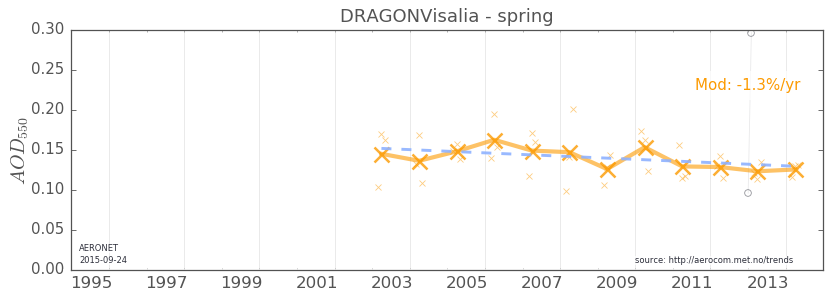 DRAGONVisalia - spring
0.30
0.25
0.20
0.15
0.10
0.05
0.00
AOD550
Mod: -1.3%/yr
AERONET
2015-09-24
source: http://aerocom.met.no/trends
1995 1997 1999 2001 2003 2005 2007 2009 2011 2013